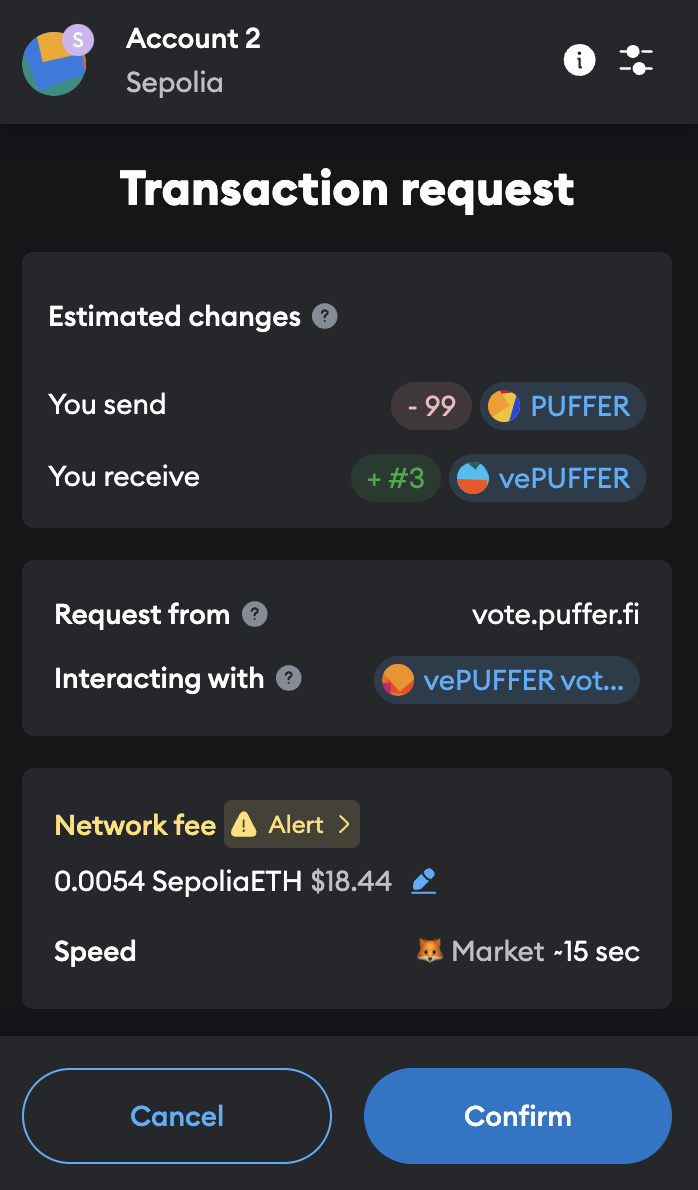 S
Account 2
Sepolia
i
Transaction request
Estimated changes ?
You send - 99 PUFFER
You receive + #3 vePUFFER
Request from ? vote.puffer.fi
Interacting with ? vePUFFER vot...
Network fee Alert >
0.0054 SepoliaETH $18.44
Speed Market ~15 sec
Cancel Confirm